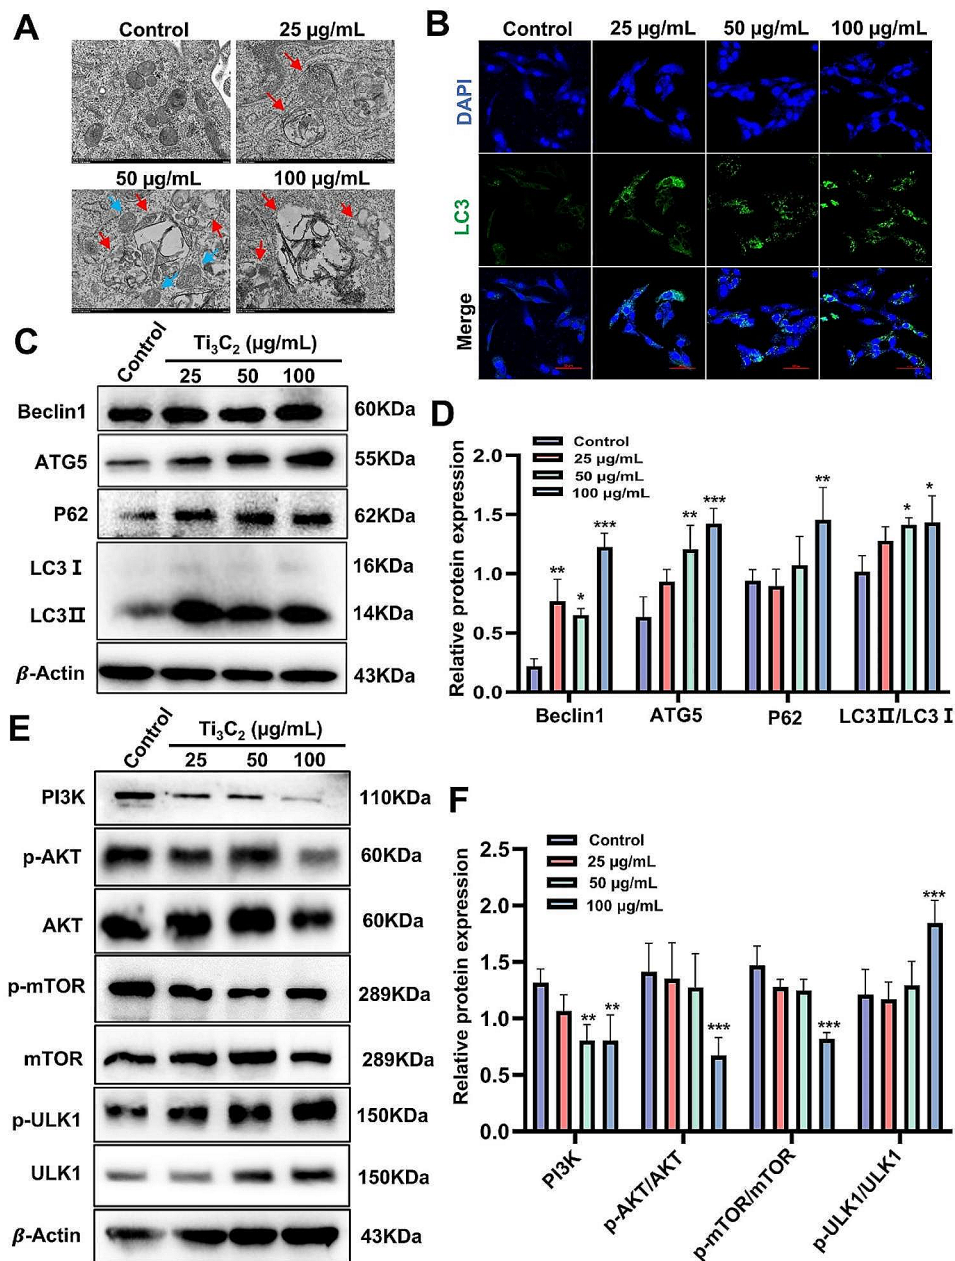 A
Control
25 µg/mL
50 µg/mL
100 µg/mL
B
Control
25 µg/mL
50 µg/mL
100 µg/mL
DAPI
LC3
Merge
C
Control
Ti₃C₂ (µg/mL)
25
50
100
Beclin1
60KDa
ATG5
55KDa
P62
62KDa
LC3 Ⅰ
16KDa
LC3Ⅱ
14KDa
β-Actin
43KDa
D
Control
25 µg/mL
50 µg/mL
100 µg/mL
Relative protein expression
2.0
1.5
1.0
0.5
0.0
**
*
***
**
***
**
*
*
Beclin1
ATG5
P62
LC3Ⅱ/LC3 Ⅰ
E
Control
Ti₃C₂ (µg/mL)
25
50
100
PI3K
110KDa
p-AKT
60KDa
AKT
60KDa
p-mTOR
289KDa
mTOR
289KDa
p-ULK1
150KDa
ULK1
150KDa
β-Actin
43KDa
F
Control
25 µg/mL
50 µg/mL
100 µg/mL
Relative protein expression
2.5
2.0
1.5
1.0
0.5
0.0
**
**
***
***
***
PI3K
p-AKT/AKT
p-mTOR/mTOR
p-ULK1/ULK1